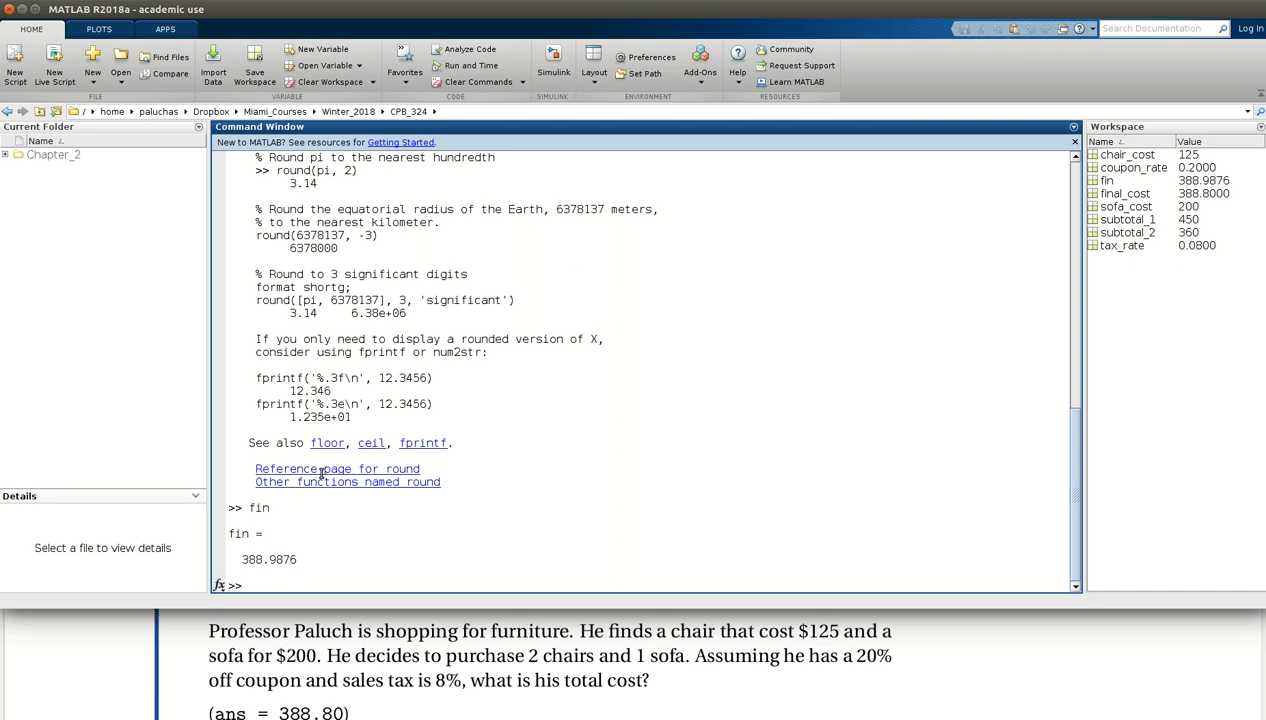 MATLAB R2018a - academic use
HOME
PLOTS
APPS
Search Documentation
Log In
New Script
New Live Script
New
Open
Find Files
Compare
Import Data
Save Workspace
New Variable
Open Variable
Clear Workspace
Favorites
Analyze Code
Run and Time
Clear Commands
Simulink
Layout
Preferences
Set Path
Add-Ons
Help
Community
Request Support
Learn MATLAB
FILE
VARIABLE
CODE
SIMULINK
ENVIRONMENT
RESOURCES
/ home paluchas Dropbox Miami_Courses Winter_2018 CPB_324
Current Folder
Name
Chapter_2
Details
Select a file to view details
Command Window
New to MATLAB? See resources for Getting Started.
% Round pi to the nearest hundredth
>> round(pi, 2)
3.14
% Round the equatorial radius of the Earth, 6378137 meters,
% to the nearest kilometer.
round(6378137, -3)
6378000
% Round to 3 significant digits
format shortg;
round([pi, 6378137], 3, 'significant')
3.14 6.38e+06
If you only need to display a rounded version of X,
consider using fprintf or num2str:
fprintf('%.3f\n', 12.3456)
12.346
fprintf('%.3e\n', 12.3456)
1.235e+01
See also floor, ceil, fprintf.
Reference page for round
Other functions named round
>> fin
fin =
388.9876
fx >>
Workspace
Name Value
chair_cost 125
coupon_rate 0.2000
fin 388.9876
final_cost 388.8000
sofa_cost 200
subtotal_1 450
subtotal_2 360
tax_rate 0.0800
Professor Paluch is shopping for furniture. He finds a chair that cost $125 and a
sofa for $200. He decides to purchase 2 chairs and 1 sofa. Assuming he has a 20%
off coupon and sales tax is 8%, what is his total cost?
(ans = 388.80)